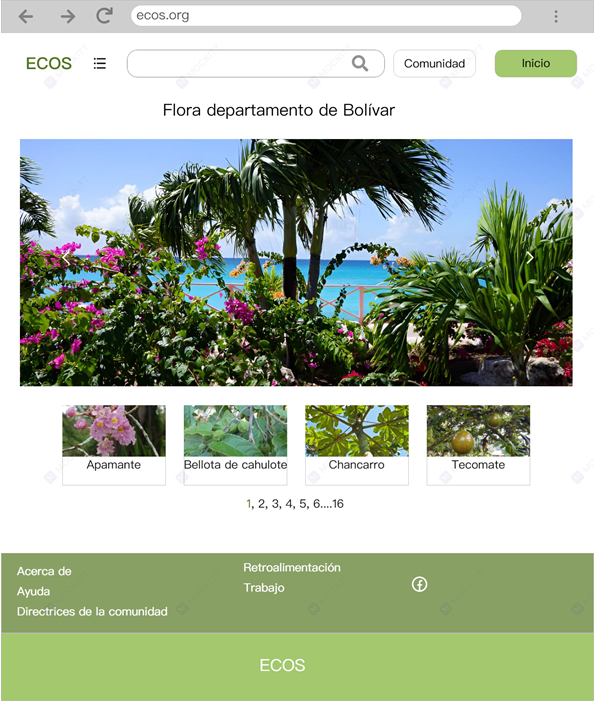 ecos.org
ECOS
Comunidad
Inicio
Flora departamento de Bolívar
Apamante
Bellota de cahulote
Chancarro
Tecomate
1, 2, 3, 4, 5, 6....16
Acerca de
Ayuda
Directrices de la comunidad
Retroalimentación
Trabajo
ECOS